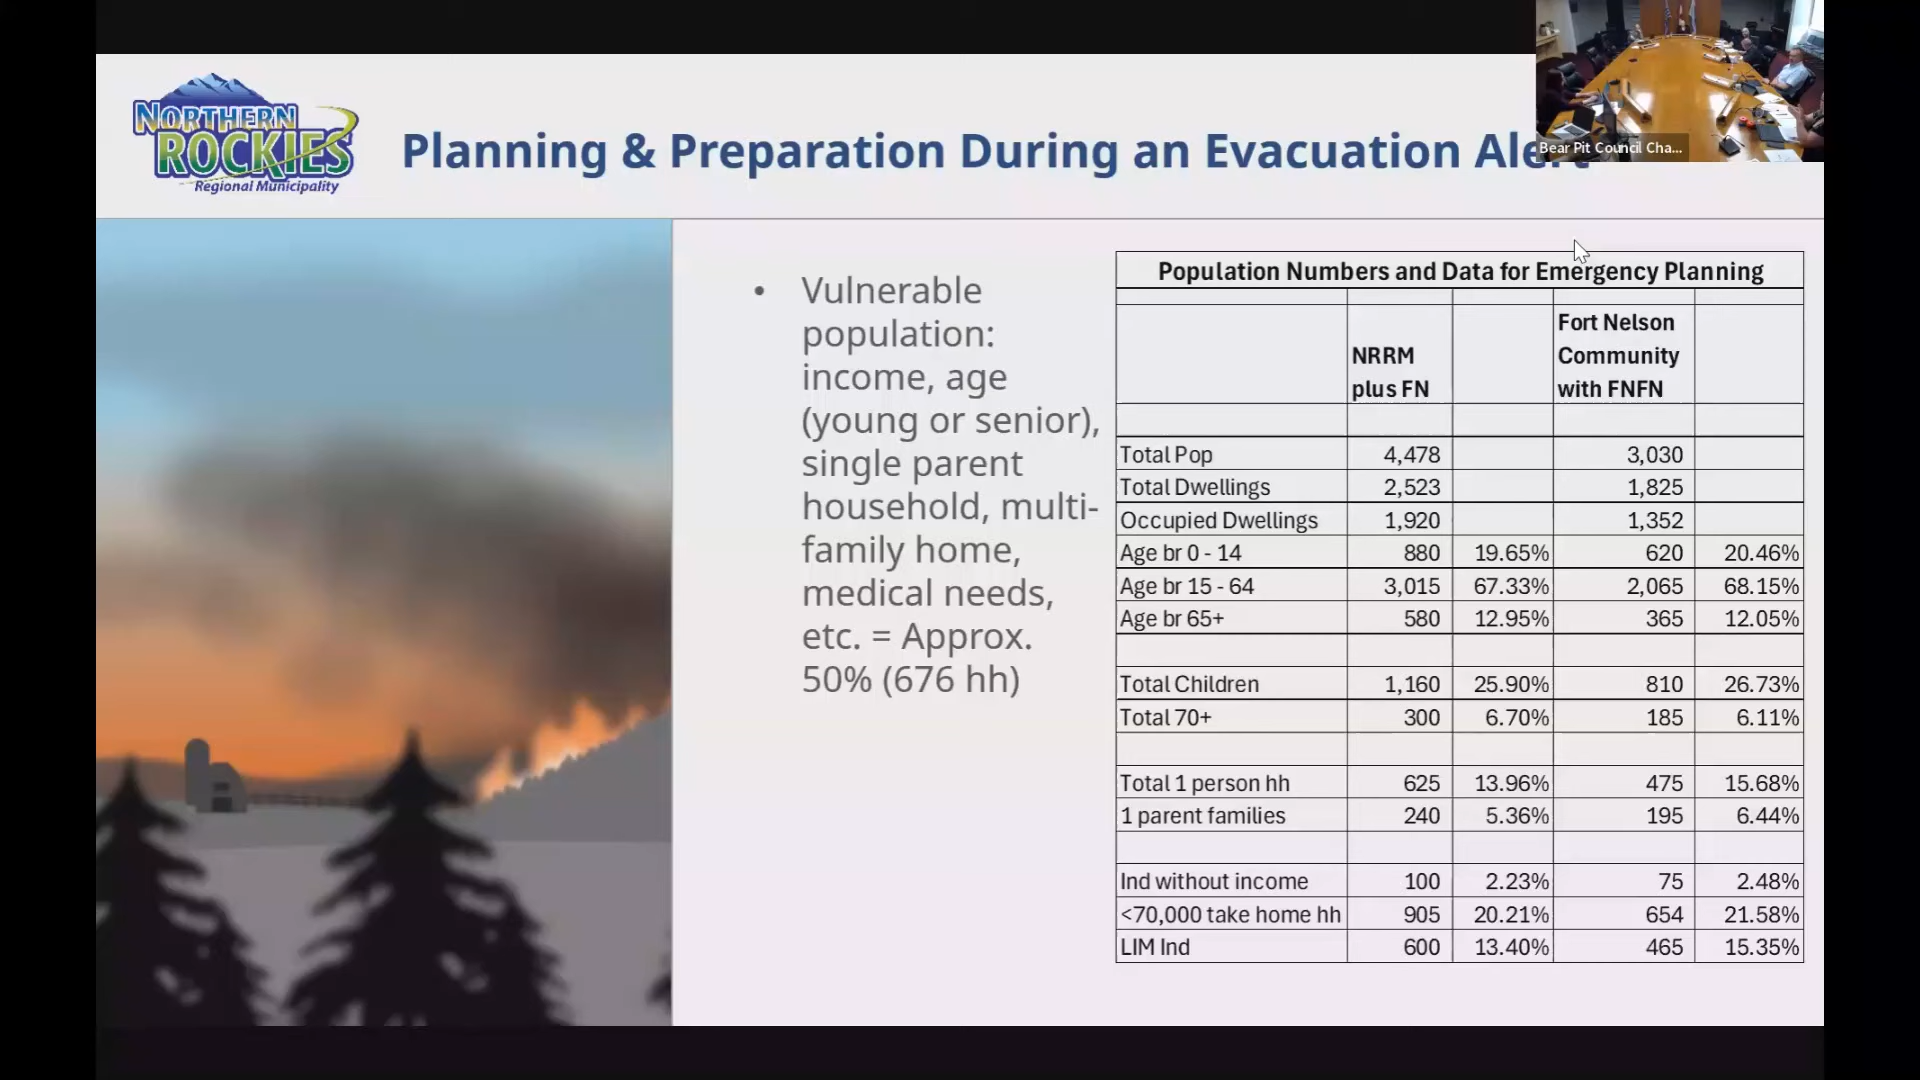 NORTHERN
ROCKIES
Regional Municipality
Planning & Preparation During an Evacuation Alert
Bear Pit Council Cha...
• Vulnerable
population:
income, age
(young or senior),
single parent
household, multi-
family home,
medical needs,
etc. = Approx.
50% (676 hh)
Population Numbers and Data for Emergency Planning
NRRM plus FN Fort Nelson Community with FNFN
Total Pop 4,478 3,030
Total Dwellings 2,523 1,825
Occupied Dwellings 1,920 1,352
Age br 0 - 14 880 19.65% 620 20.46%
Age br 15 - 64 3,015 67.33% 2,065 68.15%
Age br 65+ 580 12.95% 365 12.05%
Total Children 1,160 25.90% 810 26.73%
Total 70+ 300 6.70% 185 6.11%
Total 1 person hh 625 13.96% 475 15.68%
1 parent families 240 5.36% 195 6.44%
Ind without income 100 2.23% 75 2.48%
<70,000 take home hh 905 20.21% 654 21.58%
LIM Ind 600 13.40% 465 15.35%